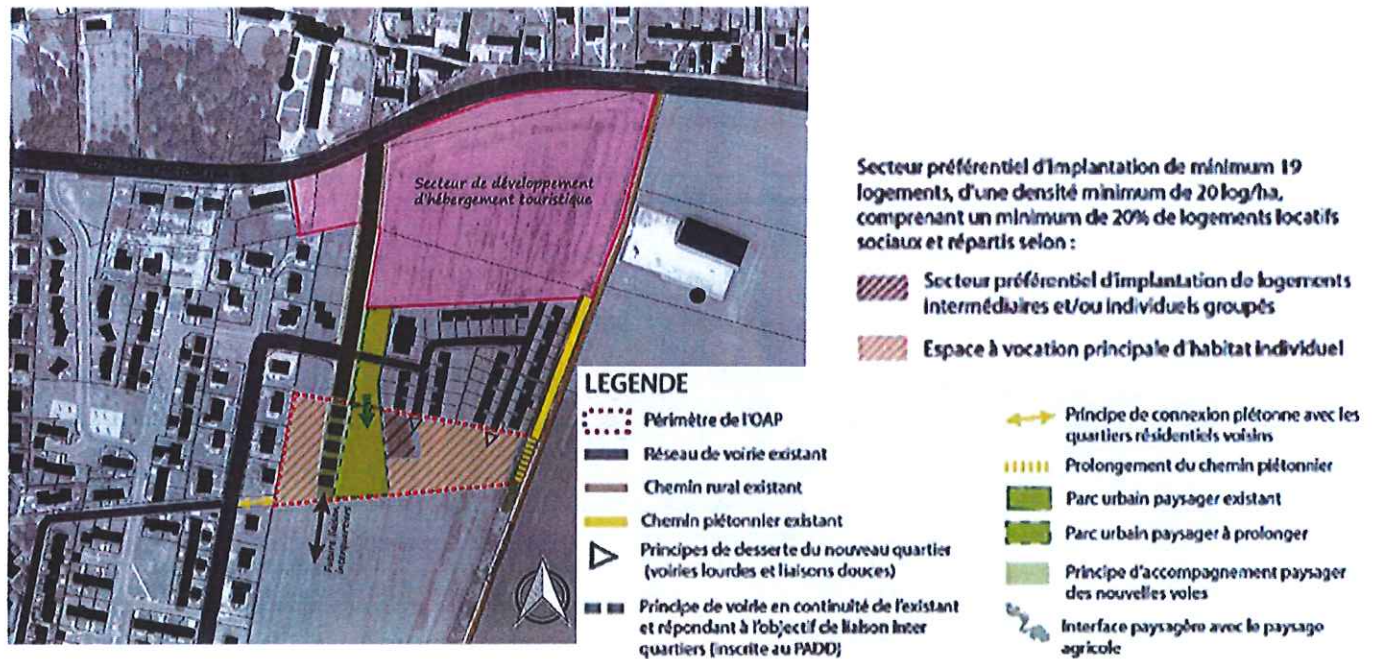 Secteur de développement
d'hébergement touristique
Secteur préférentiel d'implantation de minimum 19
logements, d'une densité minimum de 20 log/ha,
comprenant un minimum de 20% de logements locatifs
sociaux et répartis selon :
Secteur préférentiel d'implantation de logements
intermédiaires et/ou individuels groupés
Espace à vocation principale d'habitat individuel
LEGENDE
Périmètre de l'OAP
Réseau de voirie existant
Chemin rural existant
Chemin piétonnier existant
Principes de desserte du nouveau quartier
(voiries lourdes et liaisons douces)
Principe de voirie en continuité de l'existant
et répondant à l'objectif de liaison inter
quartiers (inscrite au PADD)
Principe de connexion piétonne avec les
quartiers résidentiels voisins
Prolongement du chemin piétonnier
Parc urbain paysager existant
Parc urbain paysager à prolonger
Principe d'accompagnement paysager
des nouvelles voies
Interface paysagère avec le paysage
agricole